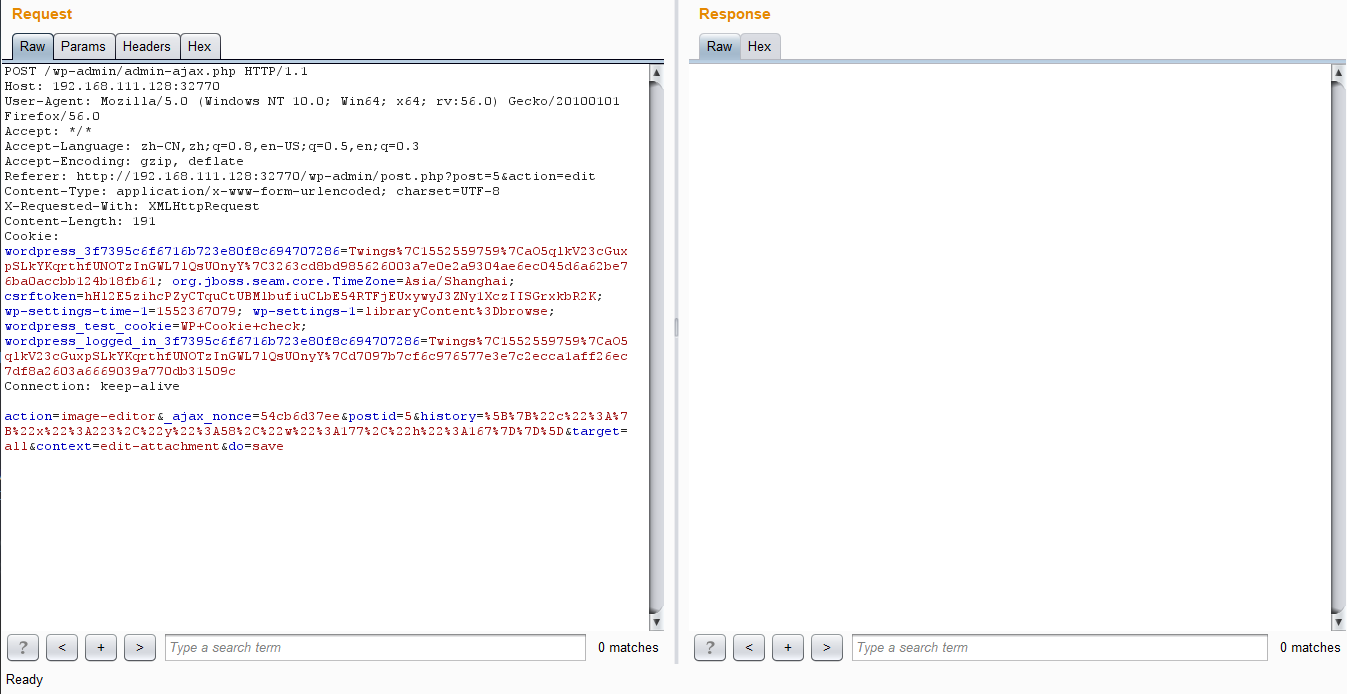 Request
Raw Params Headers Hex
POST /wp-admin/admin-ajax.php HTTP/1.1
Host: 192.168.111.128:32770
User-Agent: Mozilla/5.0 (Windows NT 10.0; Win64; x64; rv:56.0) Gecko/20100101
Firefox/56.0
Accept: */*
Accept-Language: zh-CN,zh;q=0.8,en-US;q=0.5,en;q=0.3
Accept-Encoding: gzip, deflate
Referer: http://192.168.111.128:32770/wp-admin/post.php?post=5&action=edit
Content-Type: application/x-www-form-urlencoded; charset=UTF-8
X-Requested-With: XMLHttpRequest
Content-Length: 191
Cookie:
wordpress_3f7395c6f6716b723e80f8c694707286=Twings%7C1552559759%7CaO5qlkV23cGux
pSLkYKqrthfUNOTzInGWL7lQsU0nyY%7C3263cd8bd985626003a7e0e2a9304ae6ec045d6a62be7
6ba0accbb124b18fb61; org.jboss.seam.core.TimeZone=Asia/Shanghai;
csrftoken=hH12E5zihcPZyCTquCtUBMlbufiuCLbE54RTFjEUxywyJ3ZNy1XczIISGrxkbR2K;
wp-settings-time-1=1552367079; wp-settings-1=libraryContent%3Dbrowse;
wordpress_test_cookie=WP+Cookie+check;
wordpress_logged_in_3f7395c6f6716b723e80f8c694707286=Twings%7C1552559759%7CaO5
qlkV23cGuxpSLkYKqrthfUNOTzInGWL7lQsU0nyY%7Cd7097b7cf6c976577e3e7c2ecca1aff26ec
7df8a2603a6669039a770db31509c
Connection: keep-alive
action=image-editor&_ajax_nonce=54cb6d37ee&postid=5&history=%5B%7B%22c%22%3A%7
B%22x%22%3A223%2C%22y%22%3A58%2C%22w%22%3A177%2C%22h%22%3A167%7D%7D%5D&target=
all&context=edit-attachment&do=save
? < + > Type a search term 0 matches
Response
Raw Hex
? < + > Type a search term 0 matches
Ready